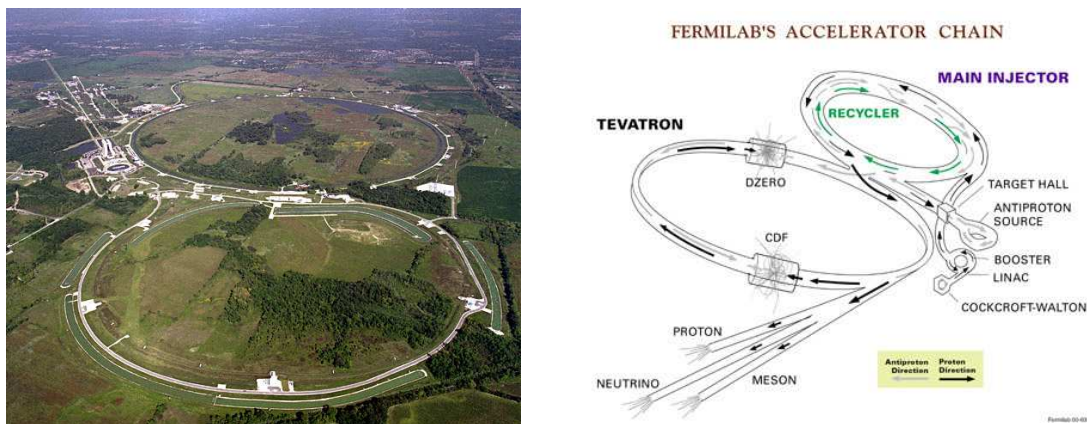 FERMILAB'S ACCELERATOR CHAIN
MAIN INJECTOR
RECYCLER
TEVATRON
DZERO
TARGET HALL
ANTIPROTON
SOURCE
CDF
BOOSTER
LINAC
COCKCROFT-WALTON
PROTON
NEUTRINO
MESON
Antiproton Proton
Direction Direction